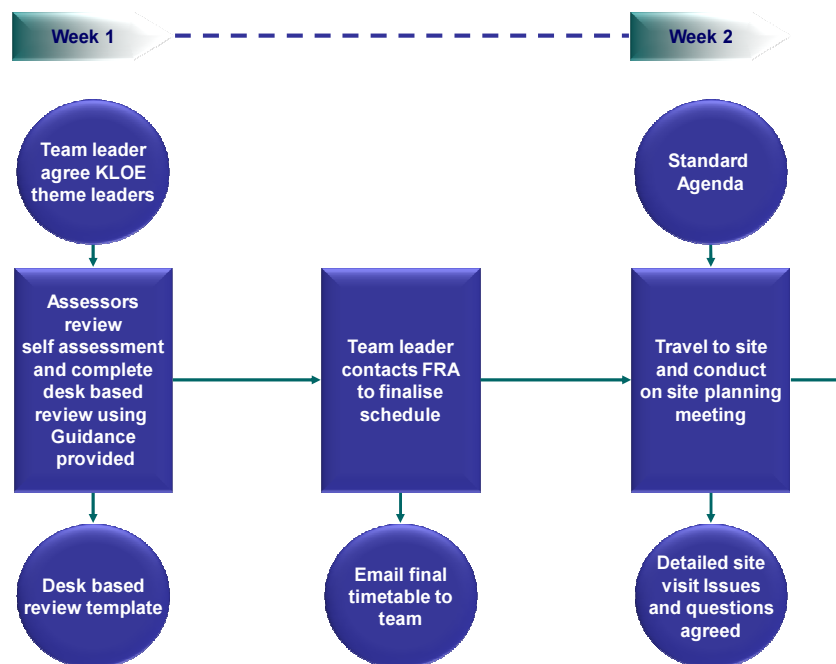 Week 1
Week 2
Team leader
agree KLOE
theme leaders
Standard
Agenda
Assessors
review
self assessment
and complete
desk based
review using
Guidance
provided
Team leader
contacts FRA
to finalise
schedule
Travel to site
and conduct
on site planning
meeting
Desk based
review template
Email final
timetable to
team
Detailed site
visit Issues
and questions
agreed